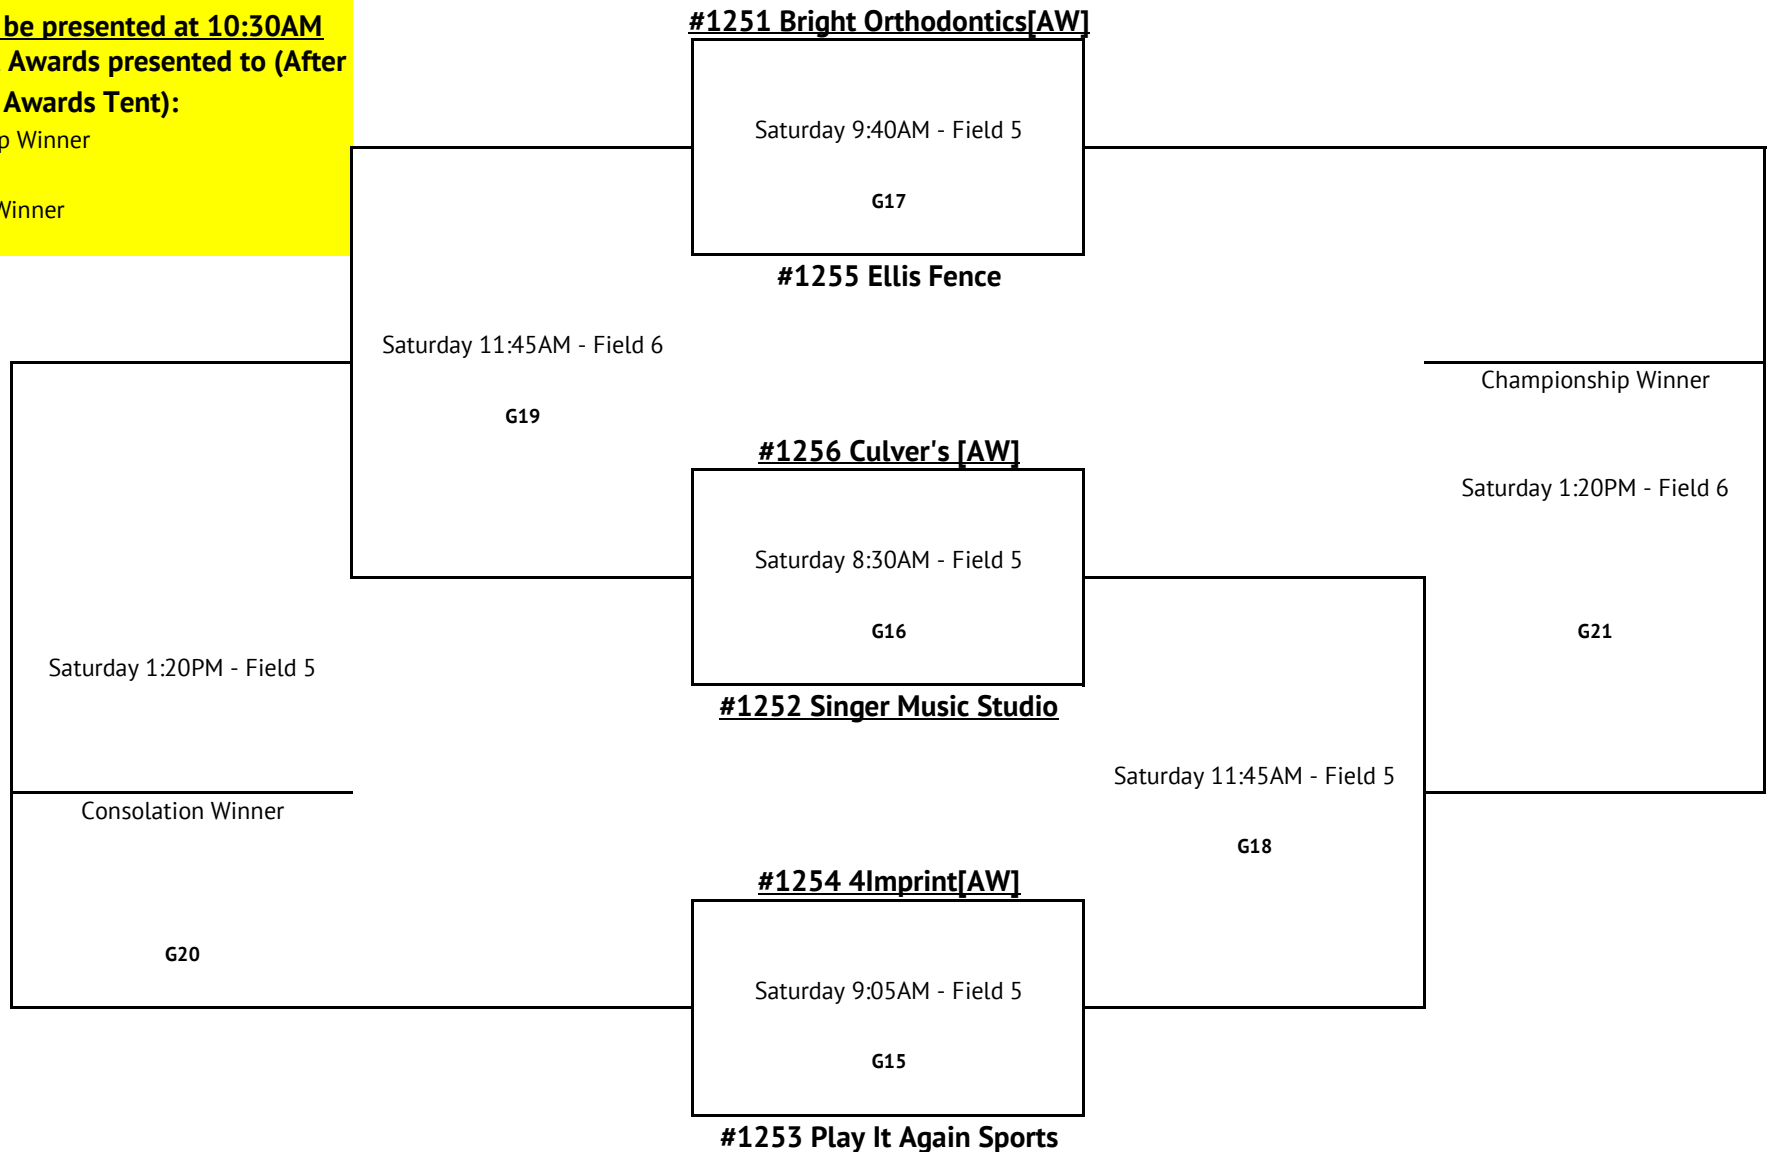 be presented at 10:30AM
Awards presented to (After
Awards Tent):
Winner
Winner
#1251 Bright Orthodontics[AW]
Saturday 9:40AM - Field 5
G17
#1255 Ellis Fence
Saturday 11:45AM - Field 6
G19
Championship Winner
#1256 Culver's [AW]
Saturday 1:20PM - Field 6
Saturday 8:30AM - Field 5
G16
G21
Saturday 1:20PM - Field 5
#1252 Singer Music Studio
Saturday 11:45AM - Field 5
Consolation Winner
G18
#1254 4Imprint[AW]
G20
Saturday 9:05AM - Field 5
G15
#1253 Play It Again Sports